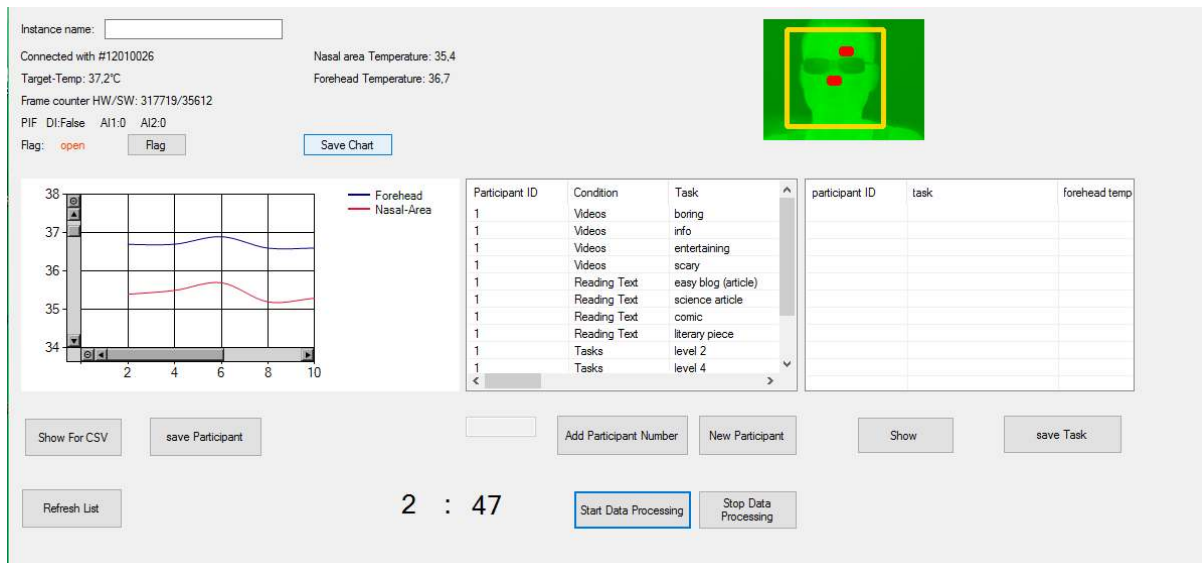 Instance name:
Connected with #12010026
Nasal area Temperature: 35,4
Target-Temp: 37,2°C
Forehead Temperature: 36,7
Frame counter HW/SW: 317719/35612
PIF DI:False AI1:0 AI2:0
Flag: open Flag Save Chart
38
37
36
35
34
2 4 6 8 10
Forehead
Nasal-Area
Participant ID Condition Task
1 Videos boring
1 Videos info
1 Videos entertaining
1 Videos scary
1 Reading Text easy blog (article)
1 Reading Text science article
1 Reading Text comic
1 Reading Text literary piece
1 Tasks level 2
1 Tasks level 4
participant ID task forehead temp
Show For CSV save Participant Add Participant Number New Participant Show save Task
Refresh List 2 : 47 Start Data Processing
Stop Data
Processing